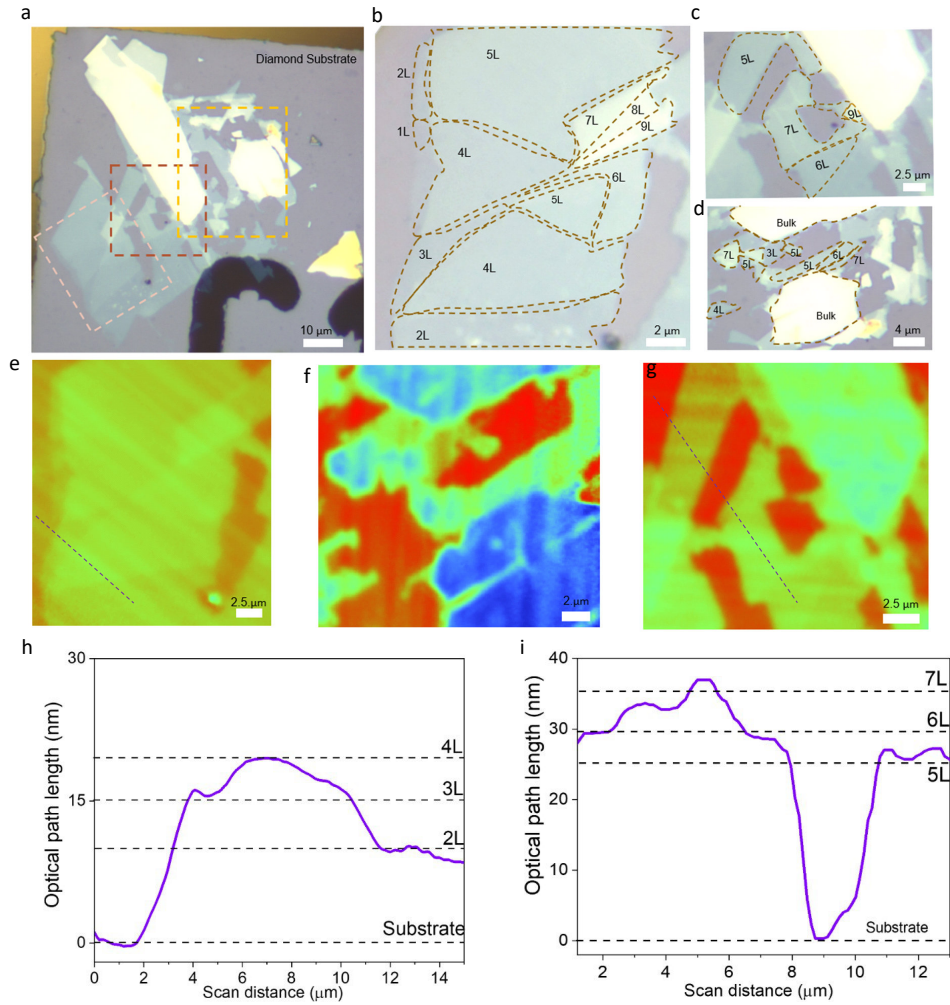 a
Diamond Substrate
10 µm
b
5L
2L
1L
4L
7L
8L
9L
6L
5L
3L
4L
2L
2 µm
c
5L
7L
9L
6L
2.5 µm
d
Bulk
7L
5L
3L
5L
5L
6L
7L
4L
Bulk
4 µm
e
2.5 µm
f
2 µm
g
2.5 µm
h
Optical path length (nm)
30
15
0
4L
3L
2L
Substrate
0 2 4 6 8 10 12 14
Scan distance (µm)
i
Optical path length (nm)
40
30
20
10
0
7L
6L
5L
Substrate
2 4 6 8 10 12
Scan distance (µm)